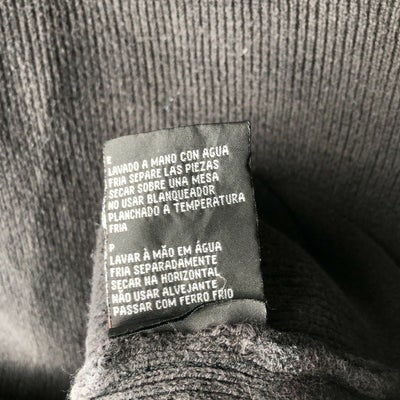 E
LAVADO A MANO CON AGUA
FRIA SEPARE LAS PIEZAS
SECAR SOBRE UNA MESA
NO USAR BLANQUEADOR
PLANCHADO A TEMPERATURA
FRIA
P
LAVAR À MÃO EM ÁGUA
FRIA SEPARADAMENTE
SECAR NA HORIZONTAL
NÃO USAR ALVEJANTE
PASSAR COM FERRO FRIO